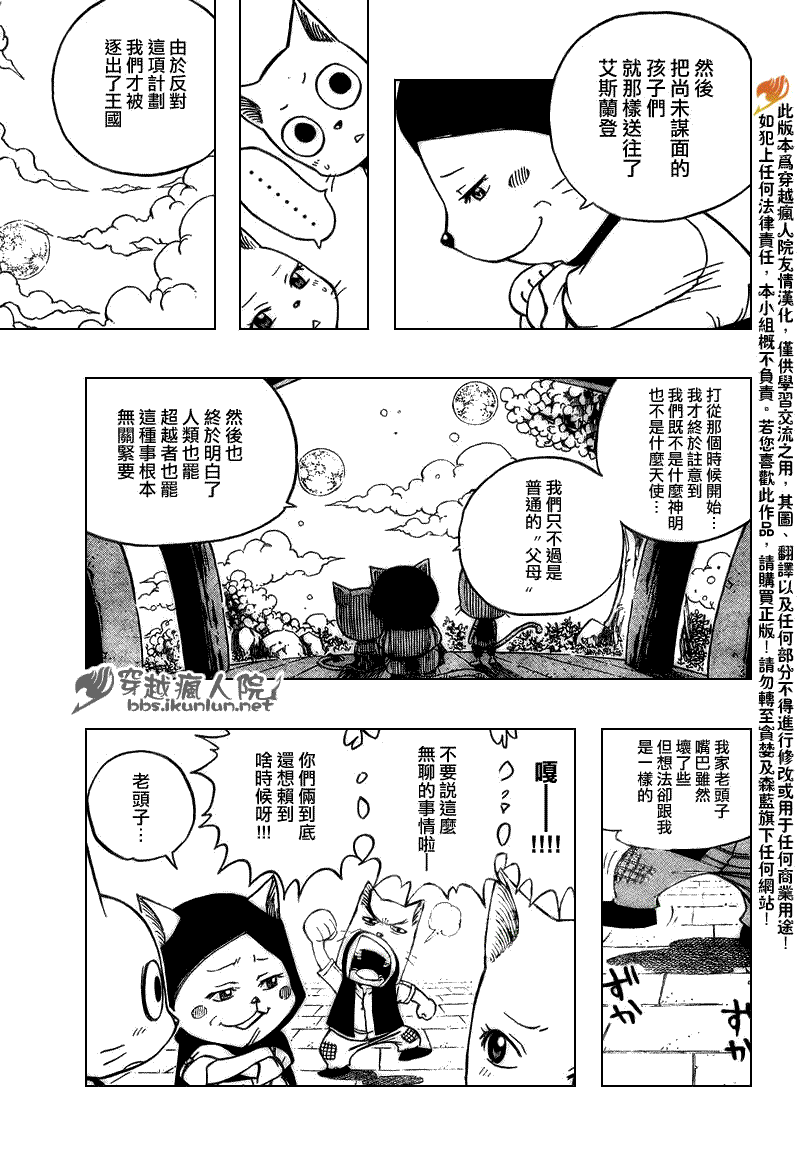 然後
把尚未謀面的
孩子們
就那樣送往了
艾斯蘭登
………
由於反對
這項計劃
我們才被
逐出了王國
打從那個時候開始…
我才終於註意到
我們既不是什麼神明
也不是什麼天使…
我們只不過是
普通的〃父母〃
然後也
終於明白了
人類也罷
超越者也罷
這種事根本
無關緊要
我家老頭子
嘴巴雖然
壞了些
但想法卻跟我
是一樣的
ずか
ずか
嘎——!!!!
不要說這麼
無聊的事情啦—
你們倆到底
還想賴到
啥時候呀!!!
老頭子…
此版本爲穿越瘋人院友情漢化，僅供學習交流之用，其圖、翻譯以及任何部分不得進行修改或用于任何商業用途！
如犯上任何法律責任，本小組概不負責。若您喜歡此作品，請購買正版！請勿轉至貪婪及森藍旗下任何網站！
穿越瘋人院
bbs.ikunlun.net